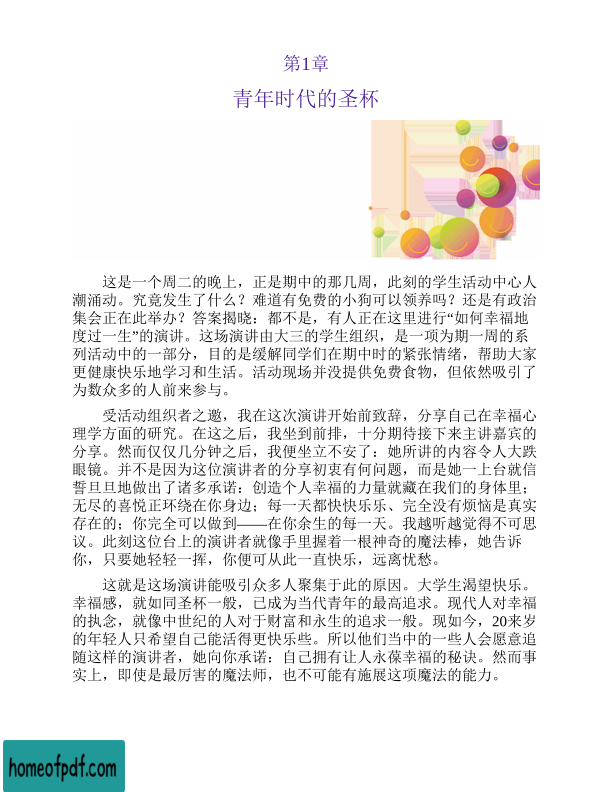 第1章
青年时代的圣杯
这是一个周二的晚上，正是期中的那几周，此刻的学生活动中心人
潮涌动。究竟发生了什么？难道有免费的小狗可以领养吗？还是有政治
集会正在此举办？答案揭晓：都不是，有人正在这里进行“如何幸福地
度过一生”的演讲。这场演讲由大三的学生组织，是一项为期一周的系
列活动中的一部分，目的是缓解同学们在期中时的紧张情绪，帮助大家
更健康快乐地学习和生活。活动现场并没提供免费食物，但依然吸引了
为数众多的人前来参与。
受活动组织者之邀，我在这次演讲开始前致辞，分享自己在幸福心
理学方面的研究。在这之后，我坐到前排，十分期待接下来主讲嘉宾的
分享。然而仅仅几分钟之后，我便坐立不安了：她所讲的内容令人大跌
眼镜。并不是因为这位演讲者的分享初衷有何问题，而是她一上台就信
誓旦旦地做出了诸多承诺：创造个人幸福的力量就藏在我们的身体里；
无尽的喜悦正环绕在你身边；每一天都快快乐乐、完全没有烦恼是真实
存在的；你完全可以做到——在你余生的每一天。我越听越觉得不可思
议。此刻这位台上的演讲者就像手里握着一根神奇的魔法棒，她告诉
你，只要她轻轻一挥，你便可从此一直快乐，远离忧愁。
这就是这场演讲能吸引众多人聚集于此的原因。大学生渴望快乐。
幸福感，就如同圣杯一般，已成为当代青年的最高追求。现代人对幸福
的执念，就像中世纪的人对于财富和永生的追求一般。现如今，20来岁
的年轻人只希望自己能活得更快乐些。所以他们当中的一些人会愿意追
随这样的演讲者，她向你承诺：自己拥有让人永葆幸福的秘诀。然而事
实上，即使是最厉害的魔法师，也不可能有施展这项魔法的能力。
homeofpdf.com